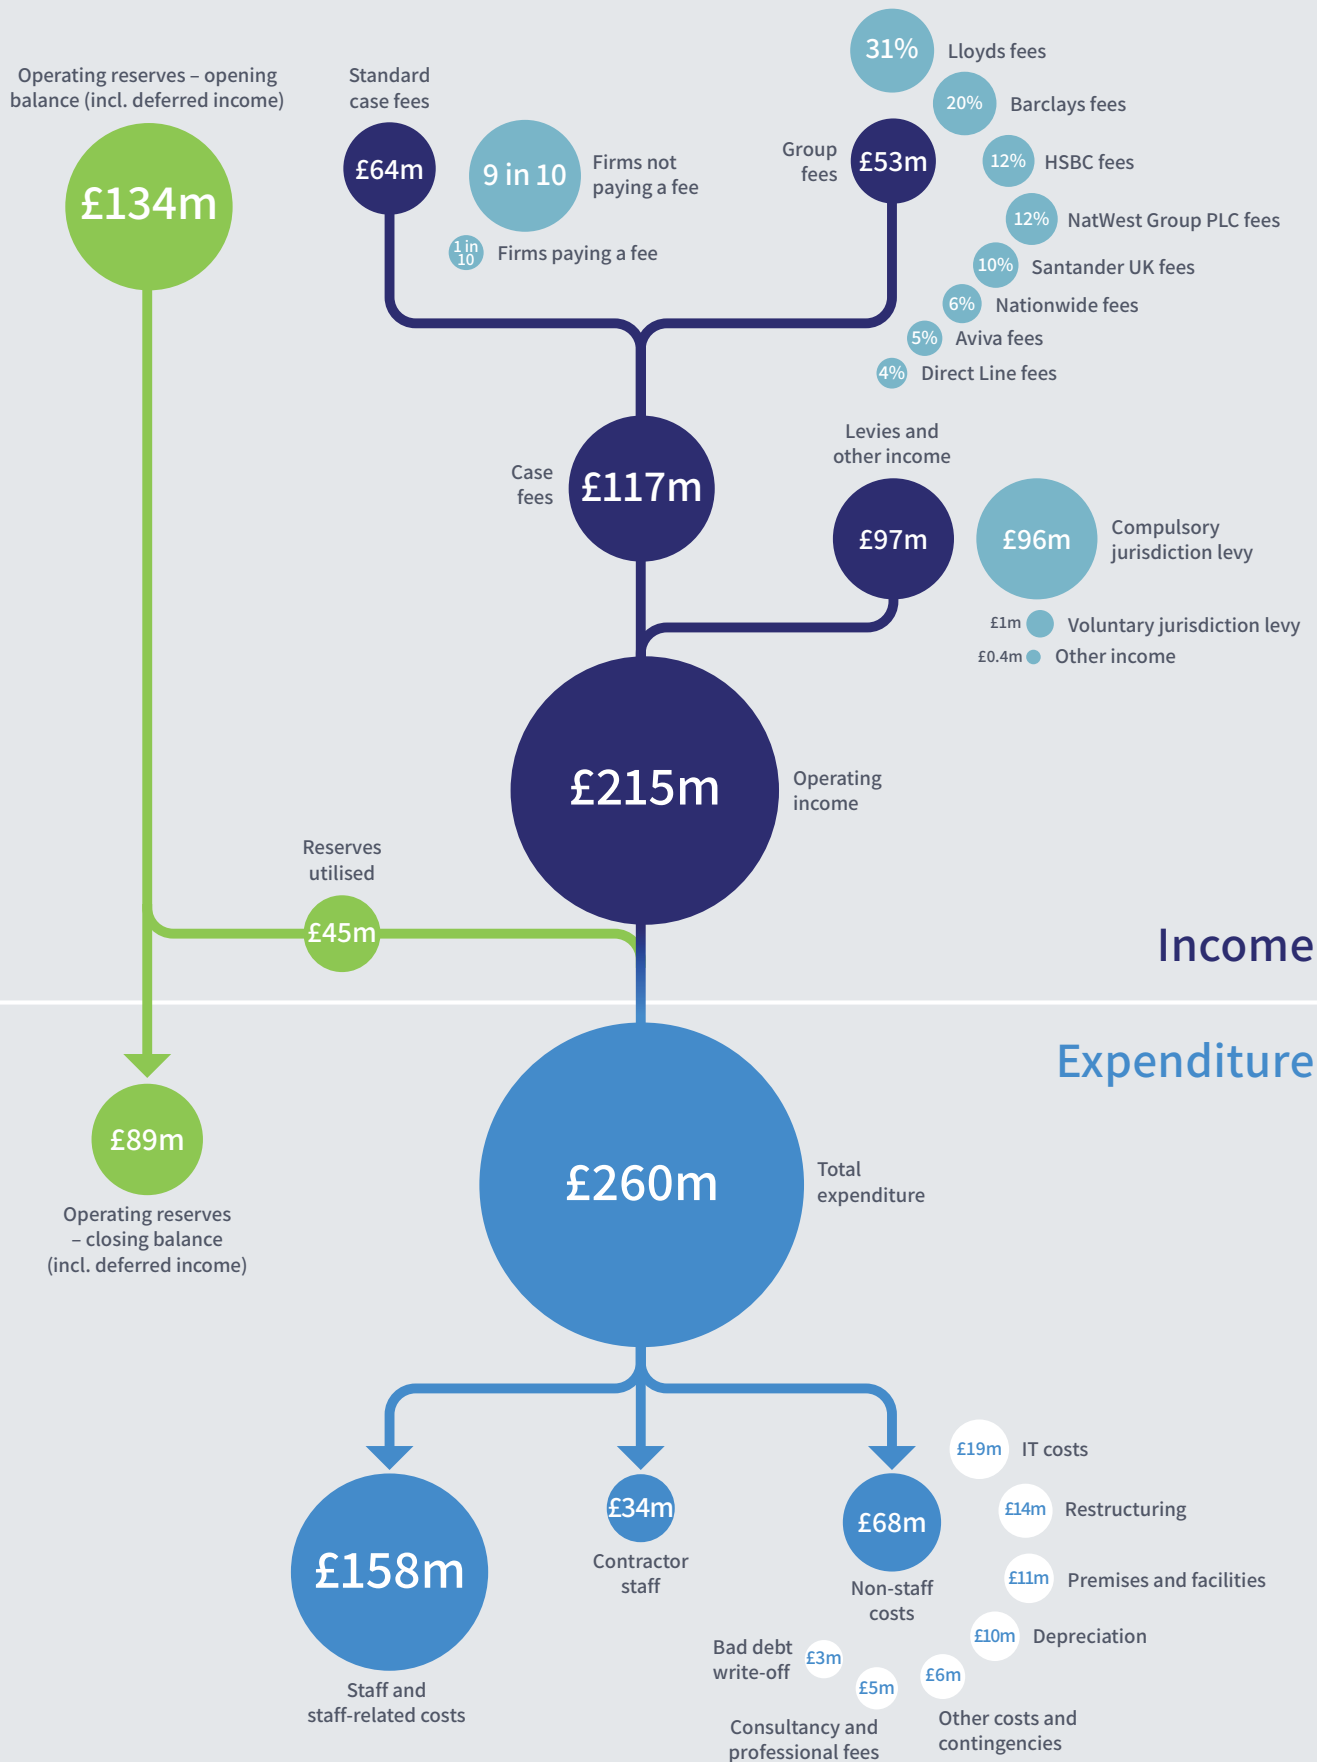 Operating reserves – opening
balance (incl. deferred income)
£134m
Standard
case fees
£64m
9 in 10
Firms not
paying a fee
1 in
10
Firms paying a fee
Group
fees
£53m
31%
Lloyds fees
20%
Barclays fees
12%
HSBC fees
12%
NatWest Group PLC fees
10%
Santander UK fees
6%
Nationwide fees
5%
Aviva fees
4%
Direct Line fees
Case
fees
£117m
Levies and
other income
£97m
£96m
Compulsory
jurisdiction levy
£1m
Voluntary jurisdiction levy
£0.4m
Other income
£215m
Operating
income
Reserves
utilised
£45m
Income
Expenditure
£89m
Operating reserves
– closing balance
(incl. deferred income)
£260m
Total
expenditure
£158m
Staff and
staff-related costs
£34m
Contractor
staff
£68m
Non-staff
costs
£19m
IT costs
£14m
Restructuring
£11m
Premises and facilities
£10m
Depreciation
£6m
Other costs and
contingencies
£5m
Consultancy and
professional fees
£3m
Bad debt
write-off